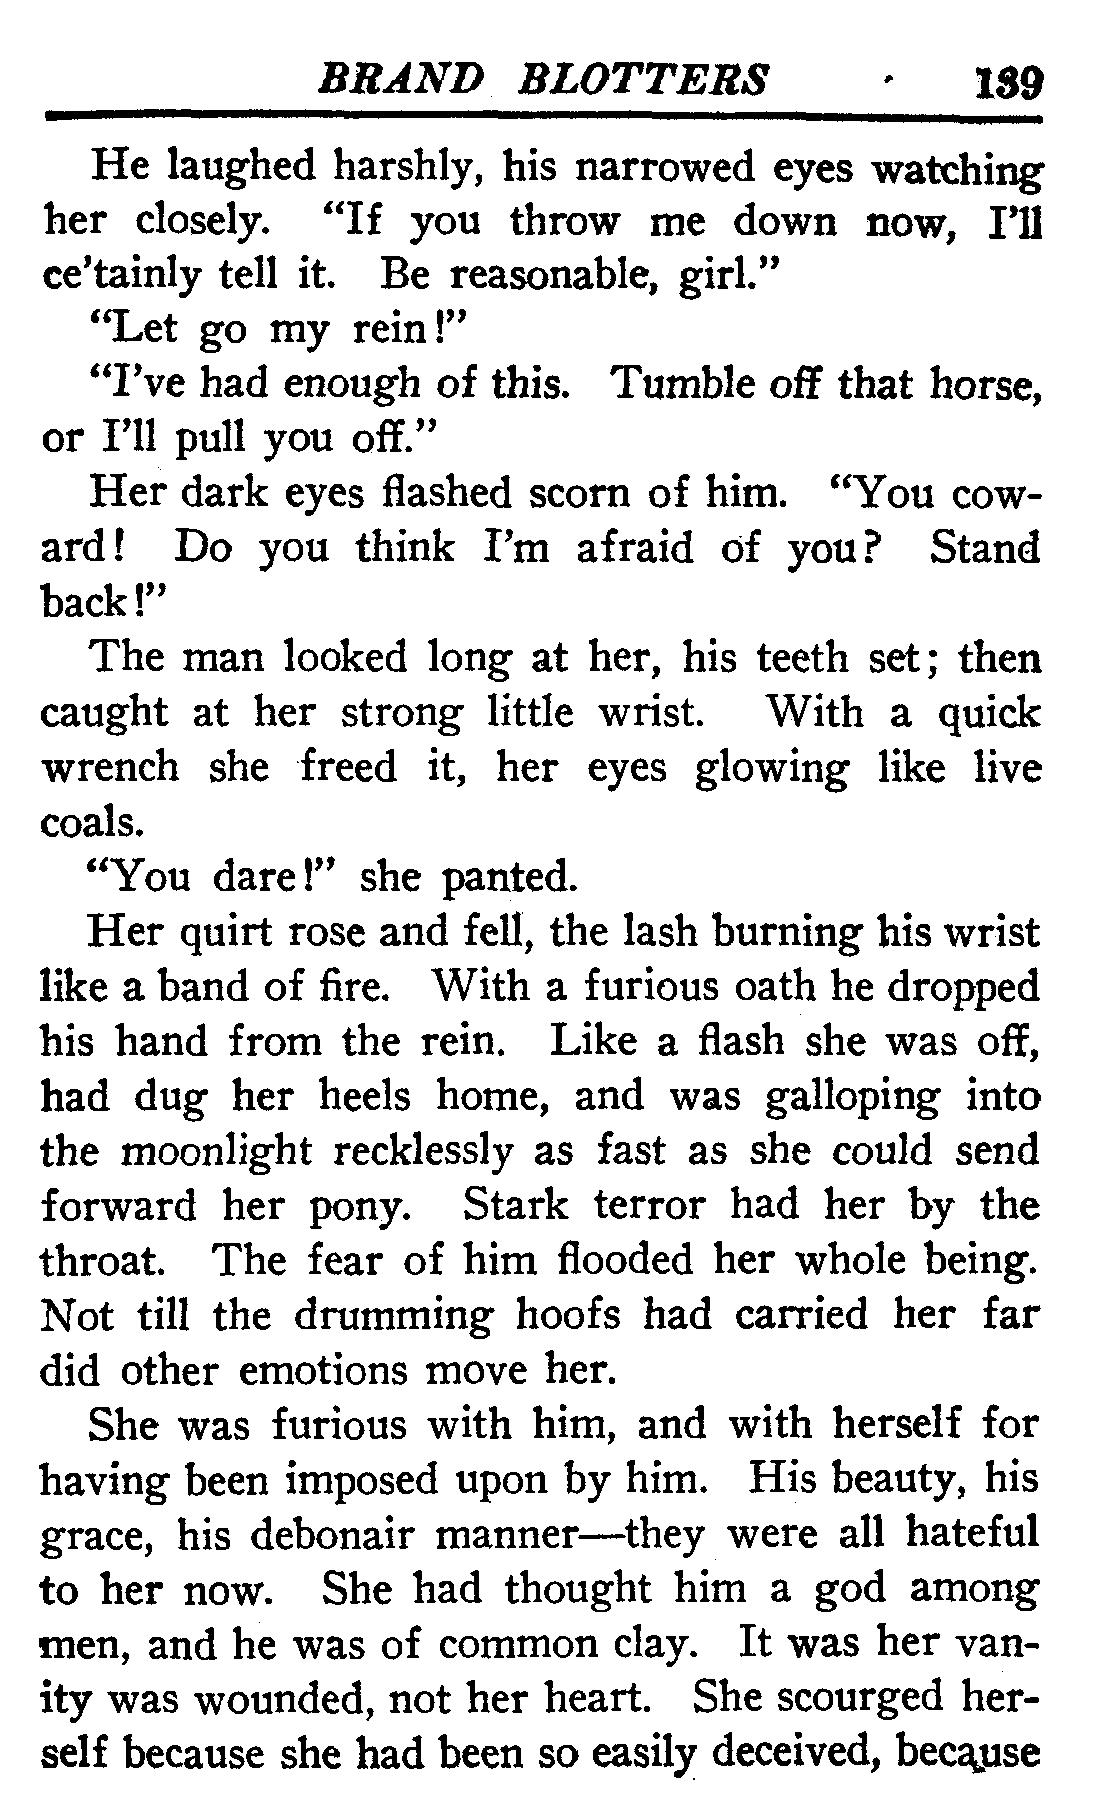 BRAND BLOTTERS 139
He laughed harshly, his narrowed eyes watching
her closely. “If you throw me down now, I’ll
ce’tainly tell it. Be reasonable, girl.”
“Let go my rein!”
“I’ve had enough of this. Tumble off that horse,
or I’ll pull you off.”
Her dark eyes flashed scorn of him. “You cow-
ard! Do you think I’m afraid of you? Stand
back!”
The man looked long at her, his teeth set; then
caught at her strong little wrist. With a quick
wrench she freed it, her eyes glowing like live
coals.
“You dare!” she panted.
Her quirt rose and fell, the lash burning his wrist
like a band of fire. With a furious oath he dropped
his hand from the rein. Like a flash she was off,
had dug her heels home, and was galloping into
the moonlight recklessly as fast as she could send
forward her pony. Stark terror had her by the
throat. The fear of him flooded her whole being.
Not till the drumming hoofs had carried her far
did other emotions move her.
She was furious with him, and with herself for
having been imposed upon by him. His beauty, his
grace, his debonair manner—they were all hateful
to her now. She had thought him a god among
men, and he was of common clay. It was her van-
ity was wounded, not her heart. She scourged her-
self because she had been so easily deceived, because